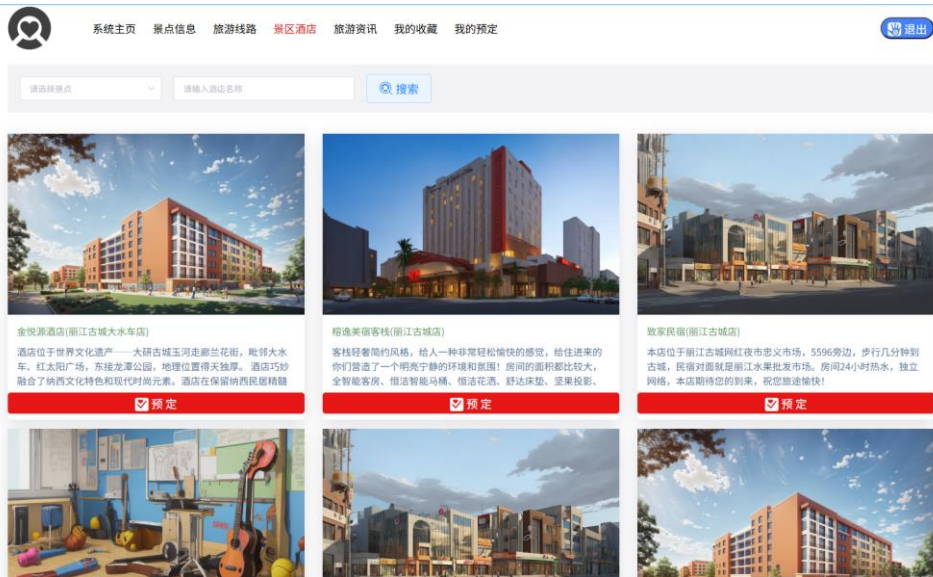 系统主页 景点信息 旅游线路 景区酒店 旅游资讯 我的收藏 我的预定 退出
请选择景点 请输入酒店名称 搜索
金悦源酒店(丽江古城大水车店)
酒店位于世界文化遗产——大研古城玉河走廊兰花街，毗邻大水
车、红太阳广场，东接龙潭公园，地理位置得天独厚。 酒店巧妙
融合了纳西文化特色和现代时尚元素。酒店在保留纳西民居精髓
预定
榕逸美宿客栈(丽江古城店)
客栈轻奢简约风格，给人一种非常轻松愉快的感觉，给住进来的
你们营造了一个明亮宁静的环境和氛围！房间的面积都比较大，
全智能客房、恒洁智能马桶、恒洁花洒、舒达床垫、坚果投影、
预定
致家民宿(丽江古城店)
本店位于丽江古城网红夜市忠义市场，5596旁边，步行几分钟到
古城，民宿对面就是丽江水果批发市场。房间24小时热水，独立
网络，本店期待您的到来，祝您旅途愉快！
预定